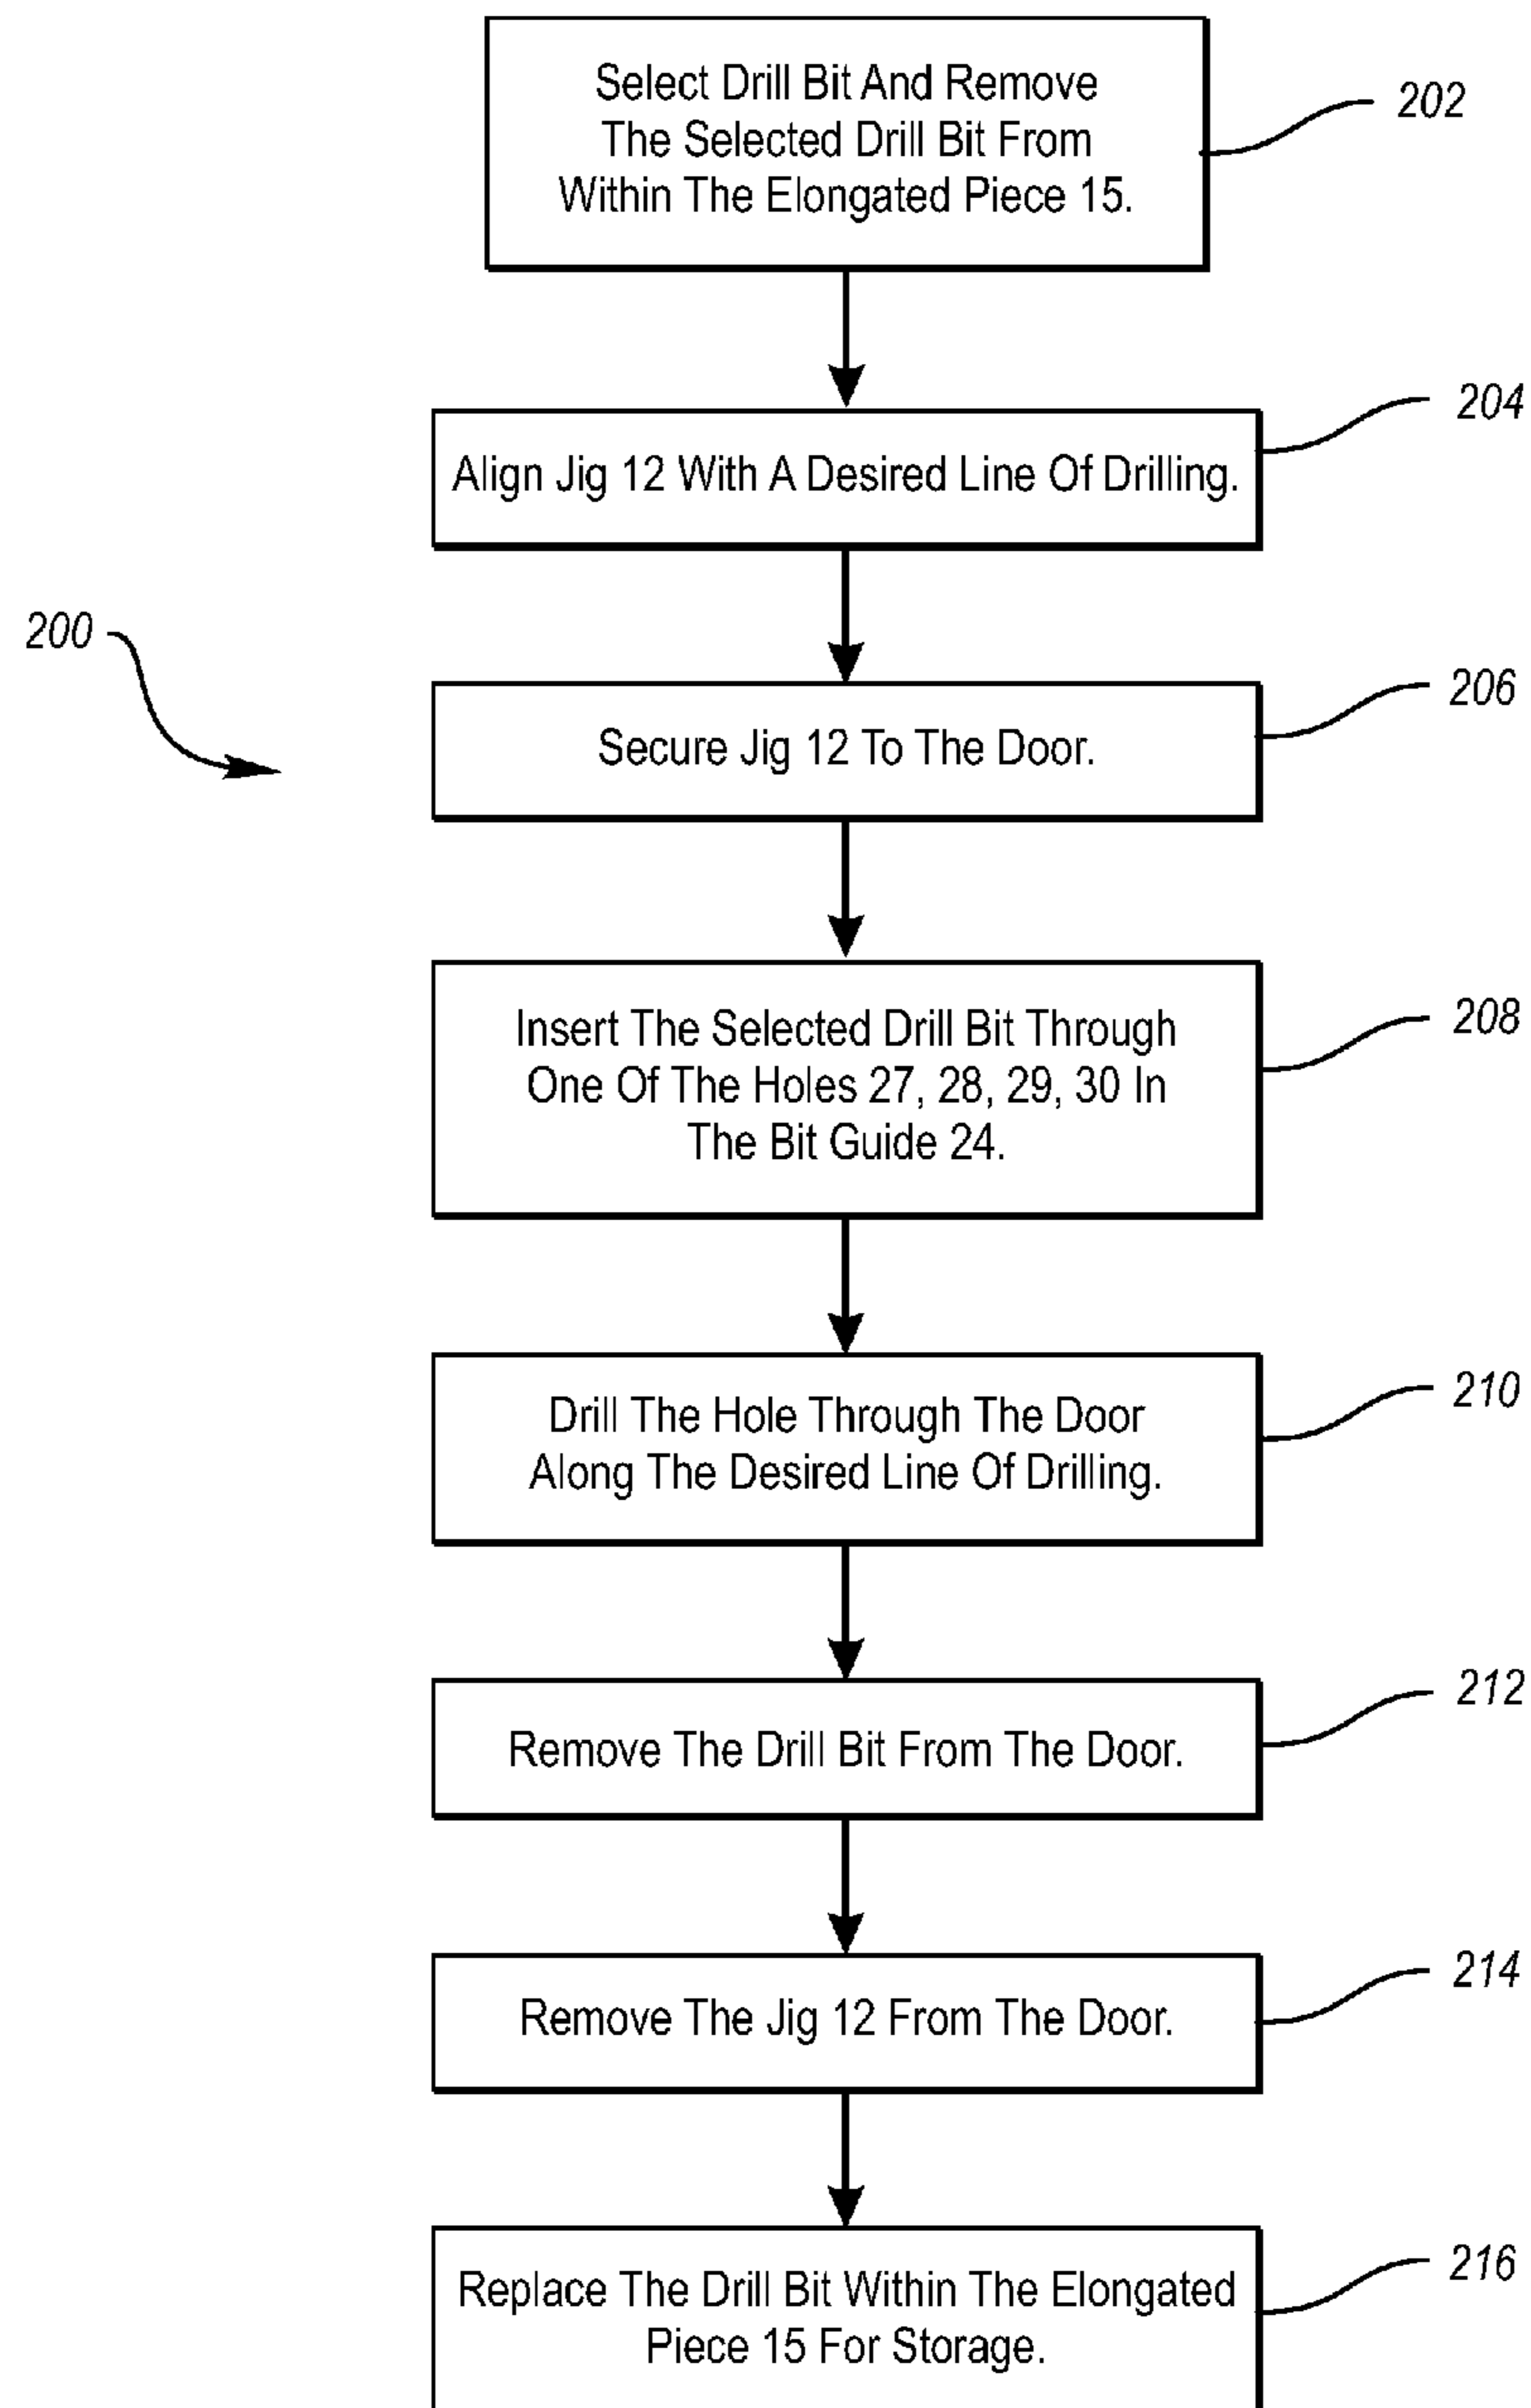 Select Drill Bit And Remove
The Selected Drill Bit From
Within The Elongated Piece 15.
202
Align Jig 12 With A Desired Line Of Drilling.
204
200
Secure Jig 12 To The Door.
206
Insert The Selected Drill Bit Through
One Of The Holes 27, 28, 29, 30 In
The Bit Guide 24.
208
Drill The Hole Through The Door
Along The Desired Line Of Drilling.
210
Remove The Drill Bit From The Door.
212
Remove The Jig 12 From The Door.
214
Replace The Drill Bit Within The Elongated
Piece 15 For Storage.
216